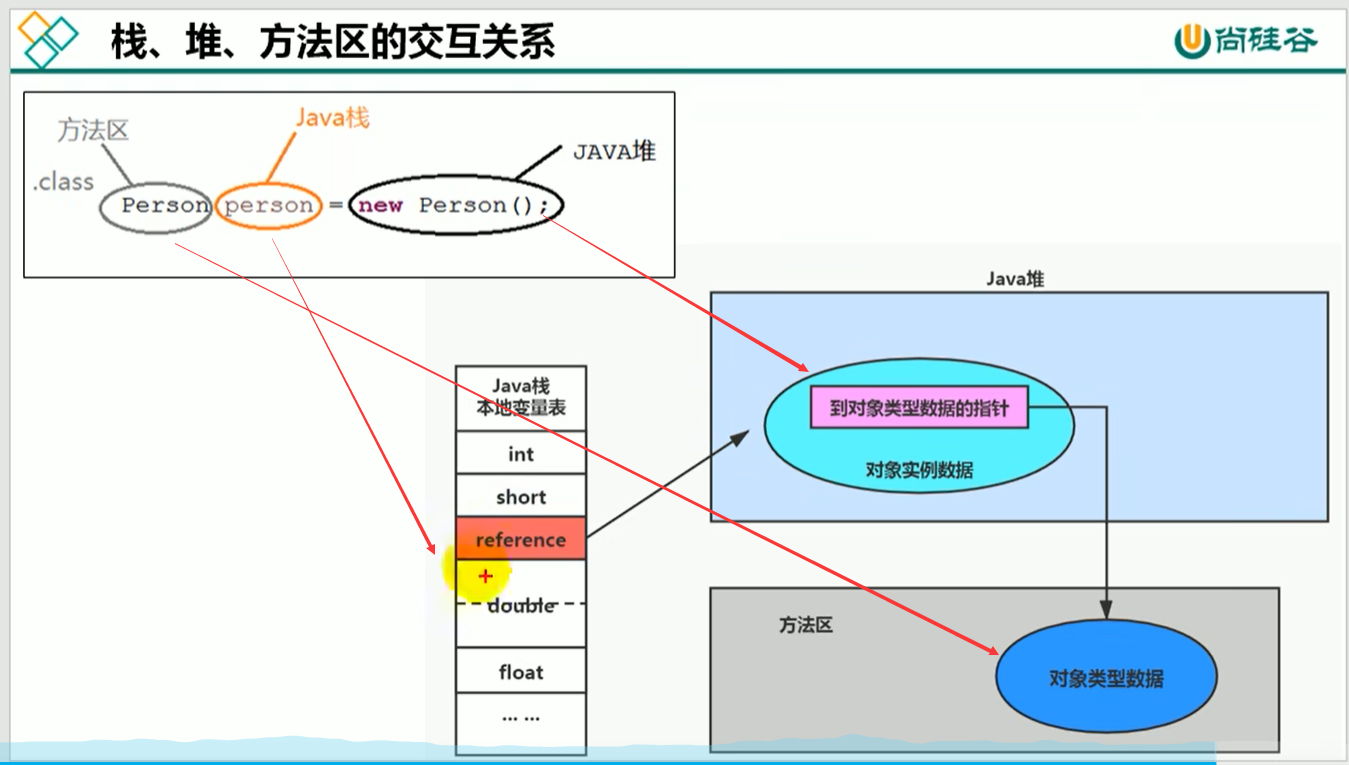 栈、堆、方法区的交互关系
尚硅谷
方法区
Java栈
JAVA堆
.class
Person person = new Person();
Java堆
到对象类型数据的指针
对象实例数据
Java栈
本地变量表
int
short
reference
double
float
... ...
方法区
对象类型数据